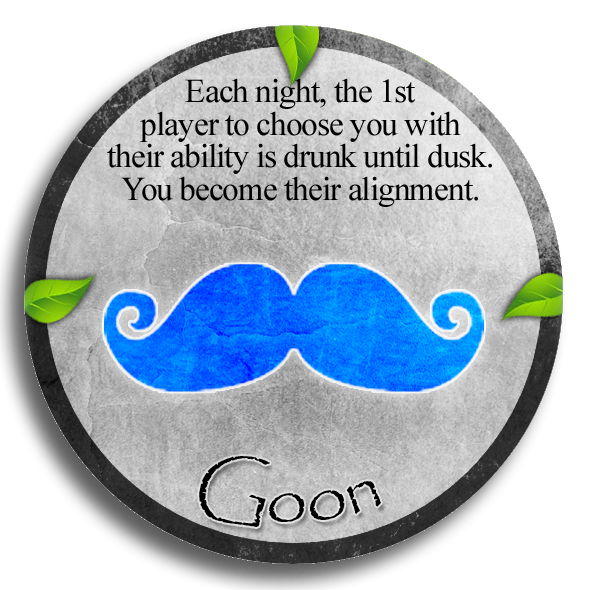 Each night, the 1st
player to choose you with
their ability is drunk until dusk.
You become their alignment.
Goon